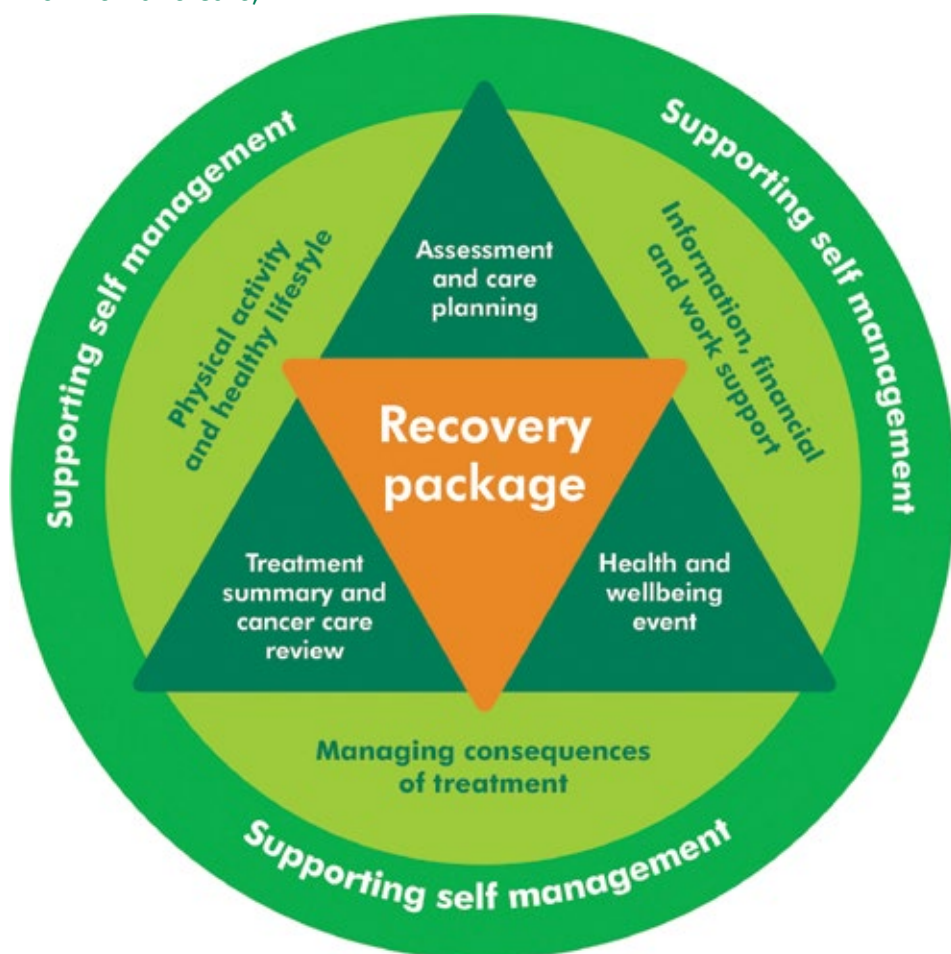 Supporting self management
Supporting self management
Physical activity
and healthy lifestyle
Assessment
and care
planning
Information, financial
and work support
Recovery
package
Treatment
summary and
cancer care
review
Health and
wellbeing
event
Managing consequences
of treatment
Supporting self management